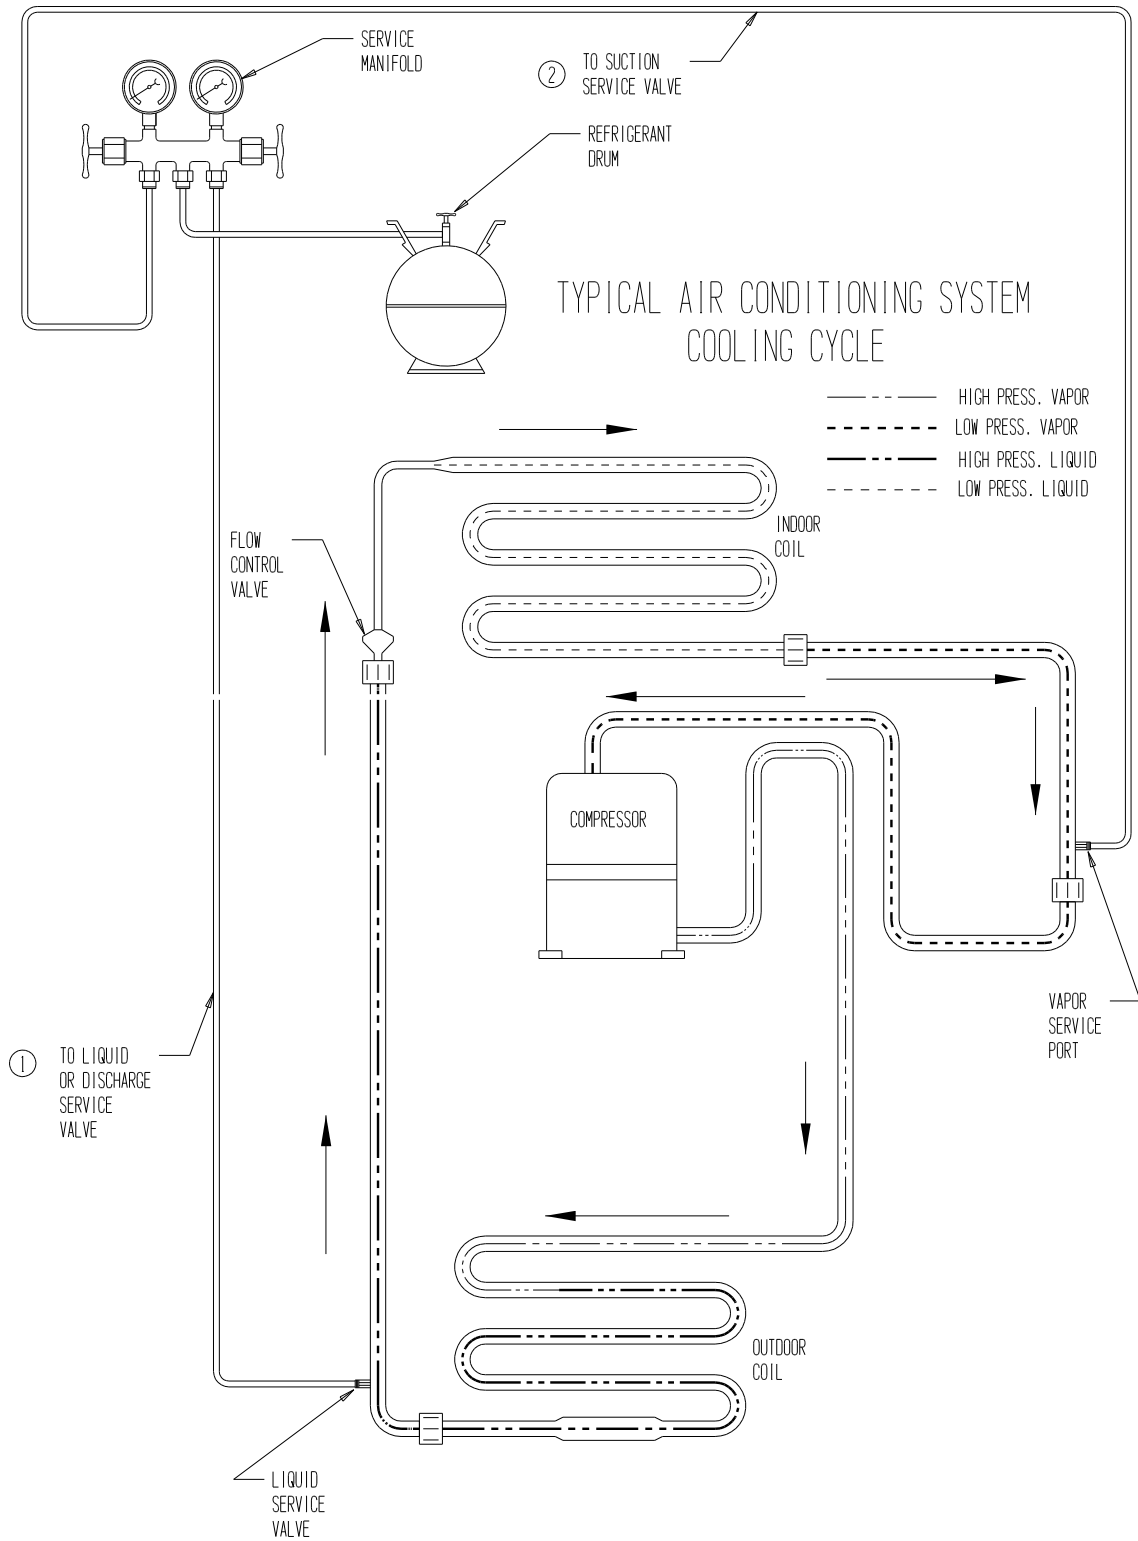 SERVICE
MANIFOLD
2
TO SUCTION
SERVICE VALVE
REFRIGERANT
DRUM
TYPICAL AIR CONDITIONING SYSTEM
COOLING CYCLE
HIGH PRESS. VAPOR
LOW PRESS. VAPOR
HIGH PRESS. LIQUID
LOW PRESS. LIQUID
INDOOR
COIL
FLOW
CONTROL
VALVE
COMPRESSOR
VAPOR
SERVICE
PORT
1
TO LIQUID
OR DISCHARGE
SERVICE
VALVE
OUTDOOR
COIL
LIQUID
SERVICE
VALVE